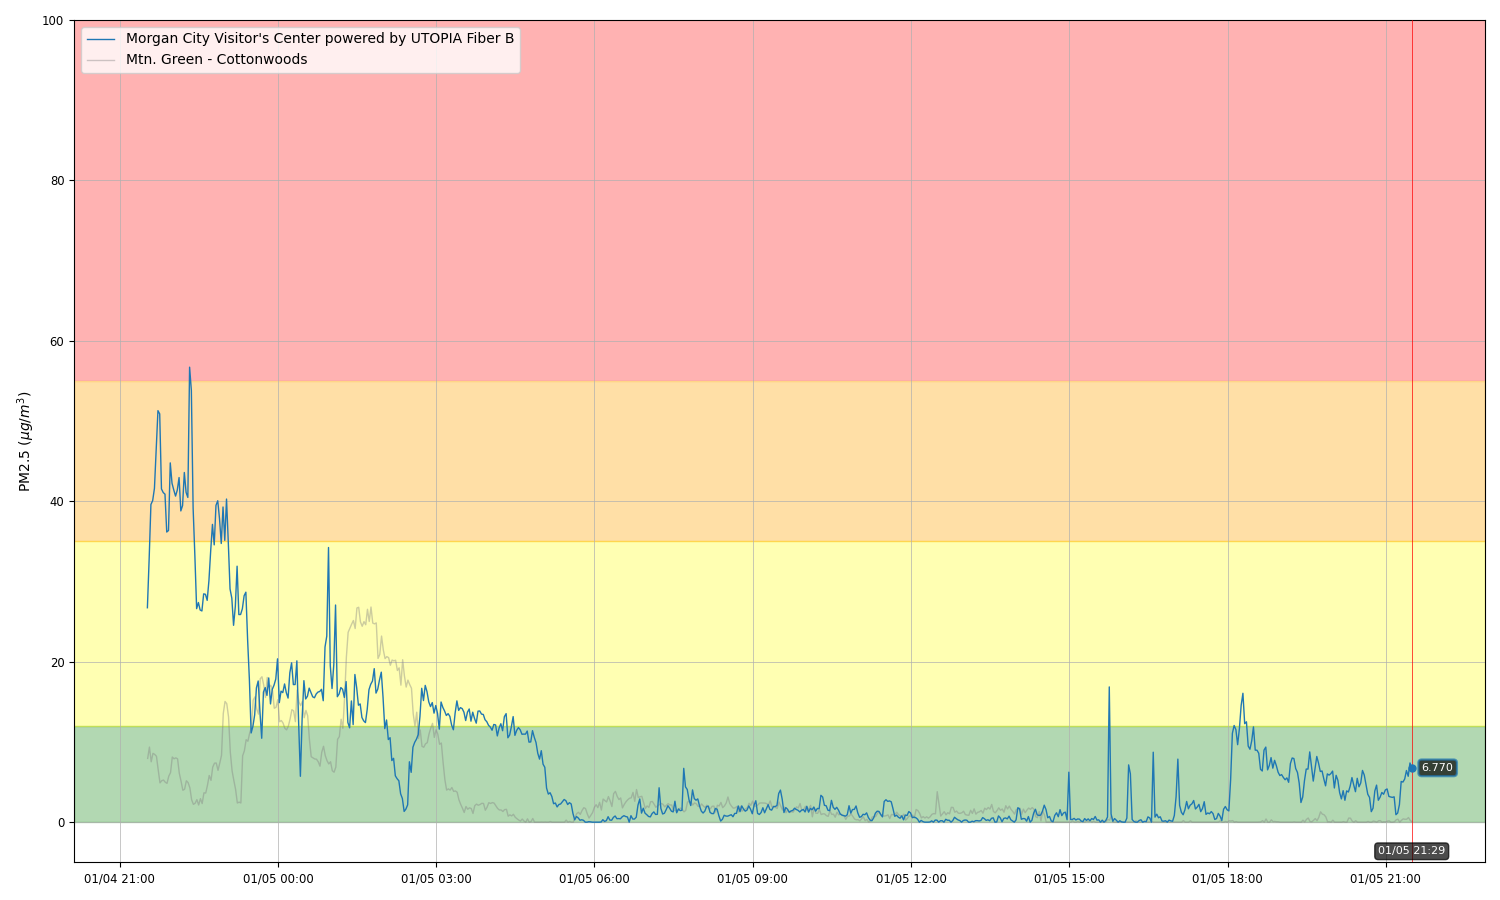 100
Morgan City Visitor's Center powered by UTOPIA Fiber B
Mtn. Green - Cottonwoods
80
60
PM2.5 (μg/m³)
40
20
6.770
0
01/05 21:29
01/04 21:00 01/05 00:00 01/05 03:00 01/05 06:00 01/05 09:00 01/05 12:00 01/05 15:00 01/05 18:00 01/05 21:00